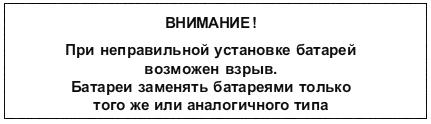 ВНИМАНИЕ!
При неправильной установке батарей
возможен взрыв.
Батареи заменять батареями только
того же или аналогичного типа